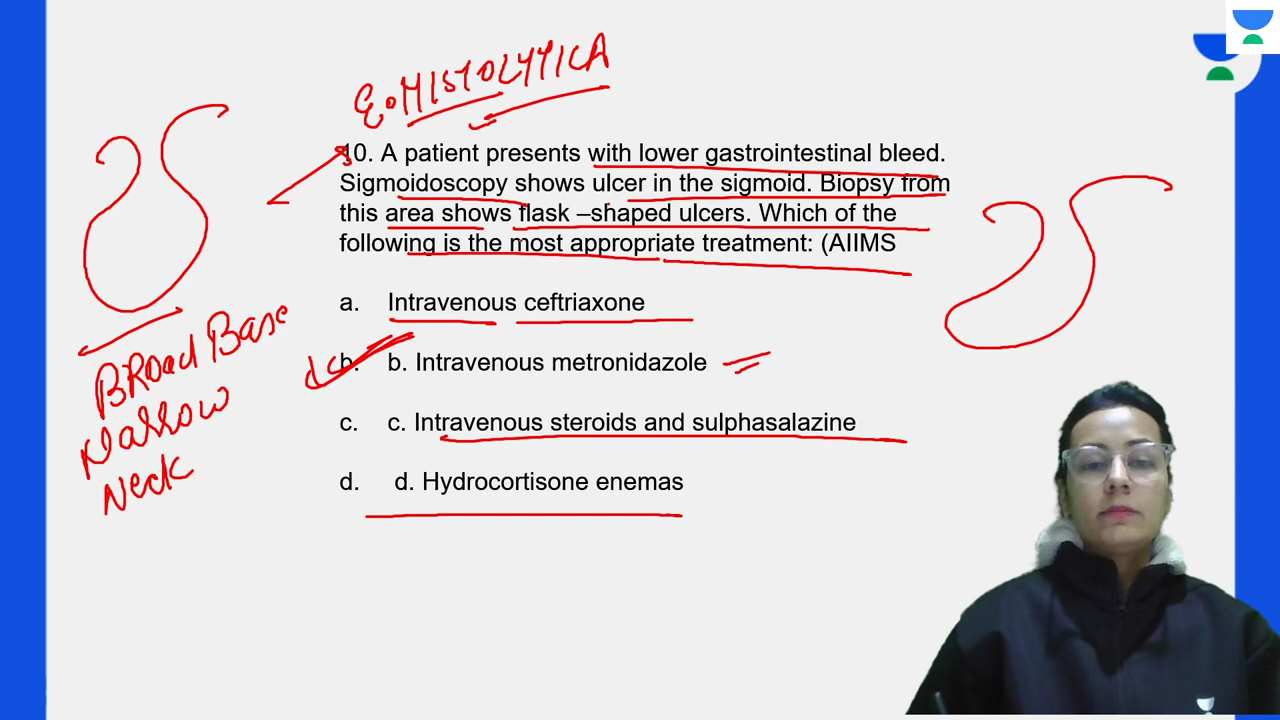 E. HISTOLYTICA
10. A patient presents with lower gastrointestinal bleed.
Sigmoidoscopy shows ulcer in the sigmoid. Biopsy from
this area shows flask –shaped ulcers. Which of the
following is the most appropriate treatment: (AIIMS
a. Intravenous ceftriaxone
b. b. Intravenous metronidazole
c. c. Intravenous steroids and sulphasalazine
d. d. Hydrocortisone enemas
BRoad Base
Narrow
Neck